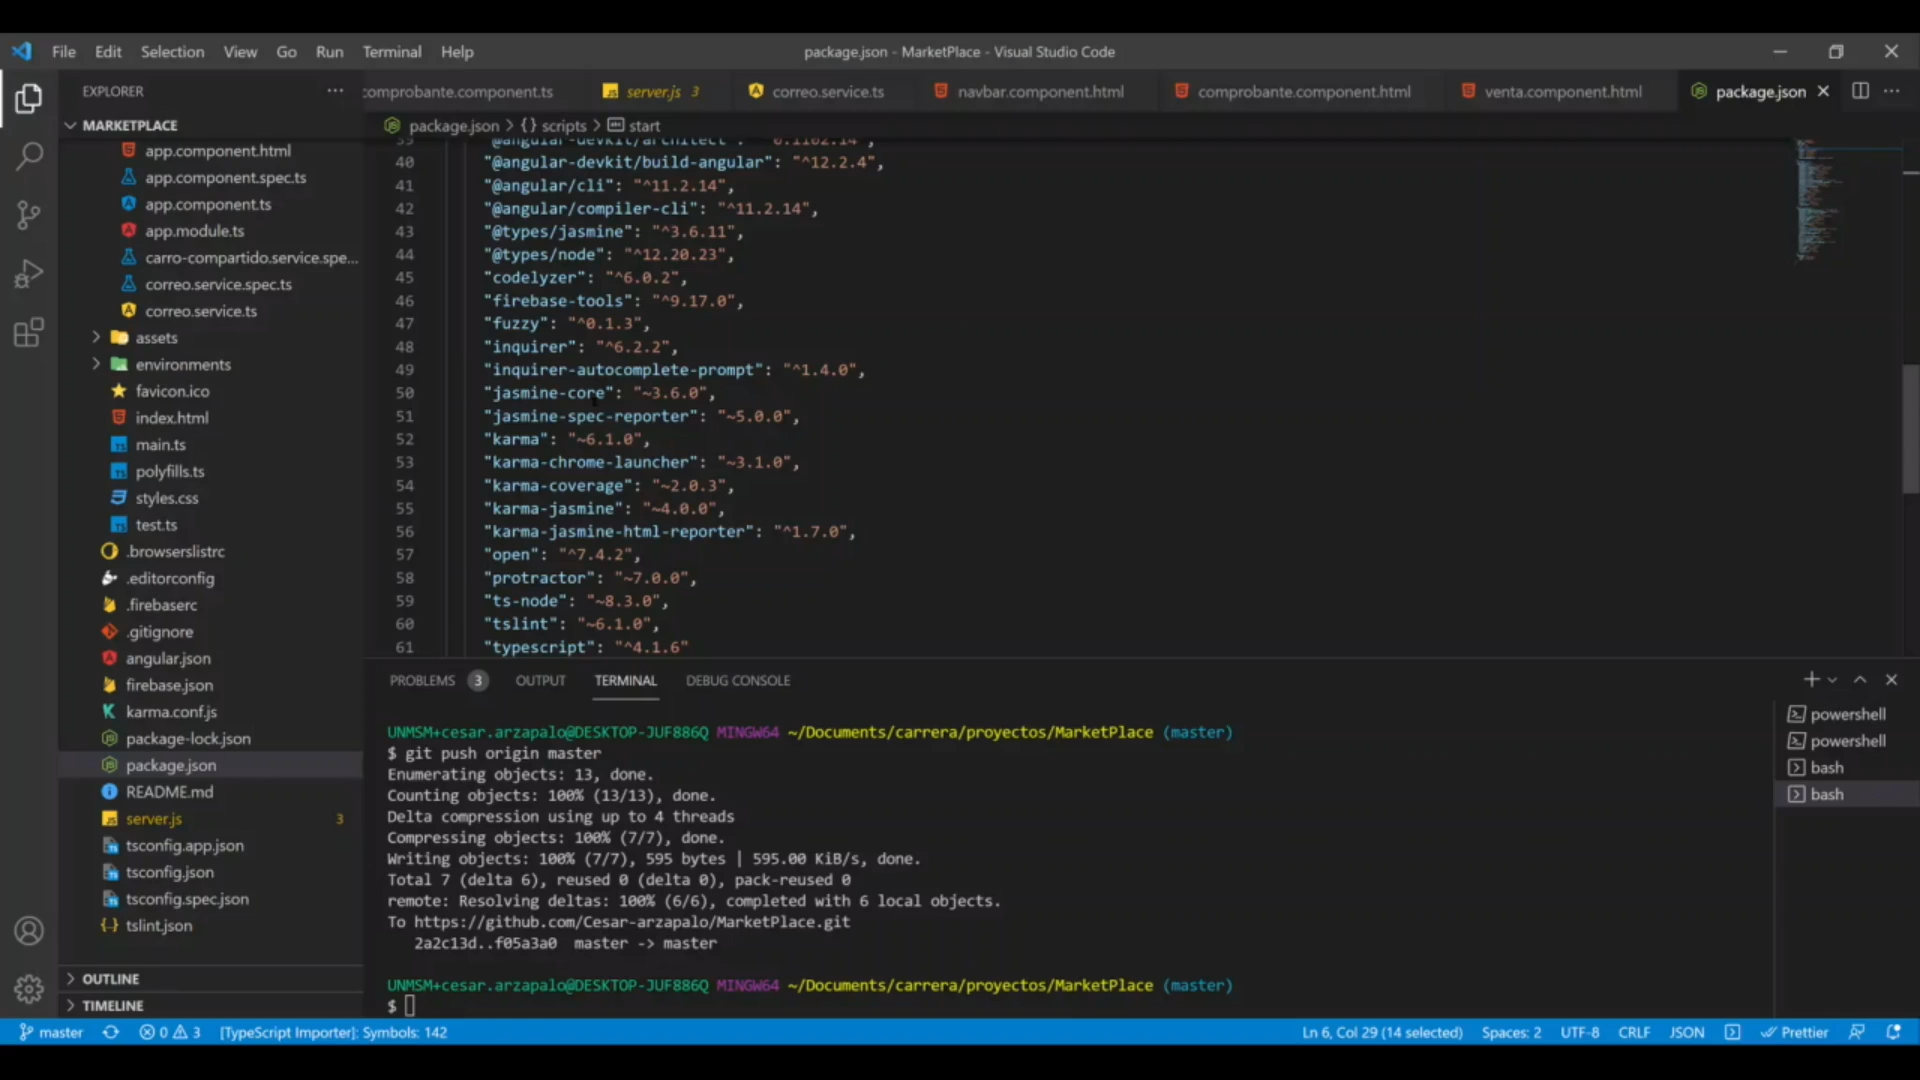 File Edit Selection View Go Run Terminal Help
package.json - MarketPlace - Visual Studio Code
EXPLORER
comprobante.component.ts
server.js 3
correo.service.ts
navbar.component.html
comprobante.component.html
venta.component.html
package.json
MARKETPLACE
package.json > {} scripts > start
app.component.html
app.component.spec.ts
app.component.ts
app.module.ts
carro-compartido.service.spe...
correo.service.spec.ts
correo.service.ts
assets
environments
favicon.ico
index.html
main.ts
polyfills.ts
styles.css
test.ts
.browserslistrc
.editorconfig
.firebaserc
.gitignore
angular.json
firebase.json
karma.conf.js
package-lock.json
package.json
README.md
server.js 3
tsconfig.app.json
tsconfig.json
tsconfig.spec.json
tslint.json
OUTLINE
TIMELINE
39 "@angular-devkit/architect
40 "@angular-devkit/build-angular": "^12.2.4",
41 "@angular/cli": "^11.2.14",
42 "@angular/compiler-cli": "^11.2.14",
43 "@types/jasmine": "^3.6.11",
44 "@types/node": "^12.20.23",
45 "codelyzer": "^6.0.2",
46 "firebase-tools": "^9.17.0",
47 "fuzzy": "^0.1.3",
48 "inquirer": "^6.2.2",
49 "inquirer-autocomplete-prompt": "^1.4.0",
50 "jasmine-core": "~3.6.0",
51 "jasmine-spec-reporter": "~5.0.0",
52 "karma": "~6.1.0",
53 "karma-chrome-launcher": "~3.1.0",
54 "karma-coverage": "~2.0.3",
55 "karma-jasmine": "~4.0.0",
56 "karma-jasmine-html-reporter": "^1.7.0",
57 "open": "^7.4.2",
58 "protractor": "~7.0.0",
59 "ts-node": "~8.3.0",
60 "tslint": "~6.1.0",
61 "typescript": "^4.1.6"
PROBLEMS 3 OUTPUT TERMINAL DEBUG CONSOLE
UNMSM+cesar.arzapalo@DESKTOP-JUF886Q MINGW64 ~/Documents/carrera/proyectos/MarketPlace (master)
$ git push origin master
Enumerating objects: 13, done.
Counting objects: 100% (13/13), done.
Delta compression using up to 4 threads
Compressing objects: 100% (7/7), done.
Writing objects: 100% (7/7), 595 bytes | 595.00 KiB/s, done.
Total 7 (delta 6), reused 0 (delta 0), pack-reused 0
remote: Resolving deltas: 100% (6/6), completed with 6 local objects.
To https://github.com/Cesar-arzapalo/MarketPlace.git
2a2c13d..f05a3a0 master -> master
UNMSM+cesar.arzapalo@DESKTOP-JUF886Q MINGW64 ~/Documents/carrera/proyectos/MarketPlace (master)
$
powershell
powershell
bash
bash
master 0 3 [TypeScript Importer]: Symbols: 142
Ln 6, Col 29 (14 selected) Spaces: 2 UTF-8 CRLF JSON Prettier